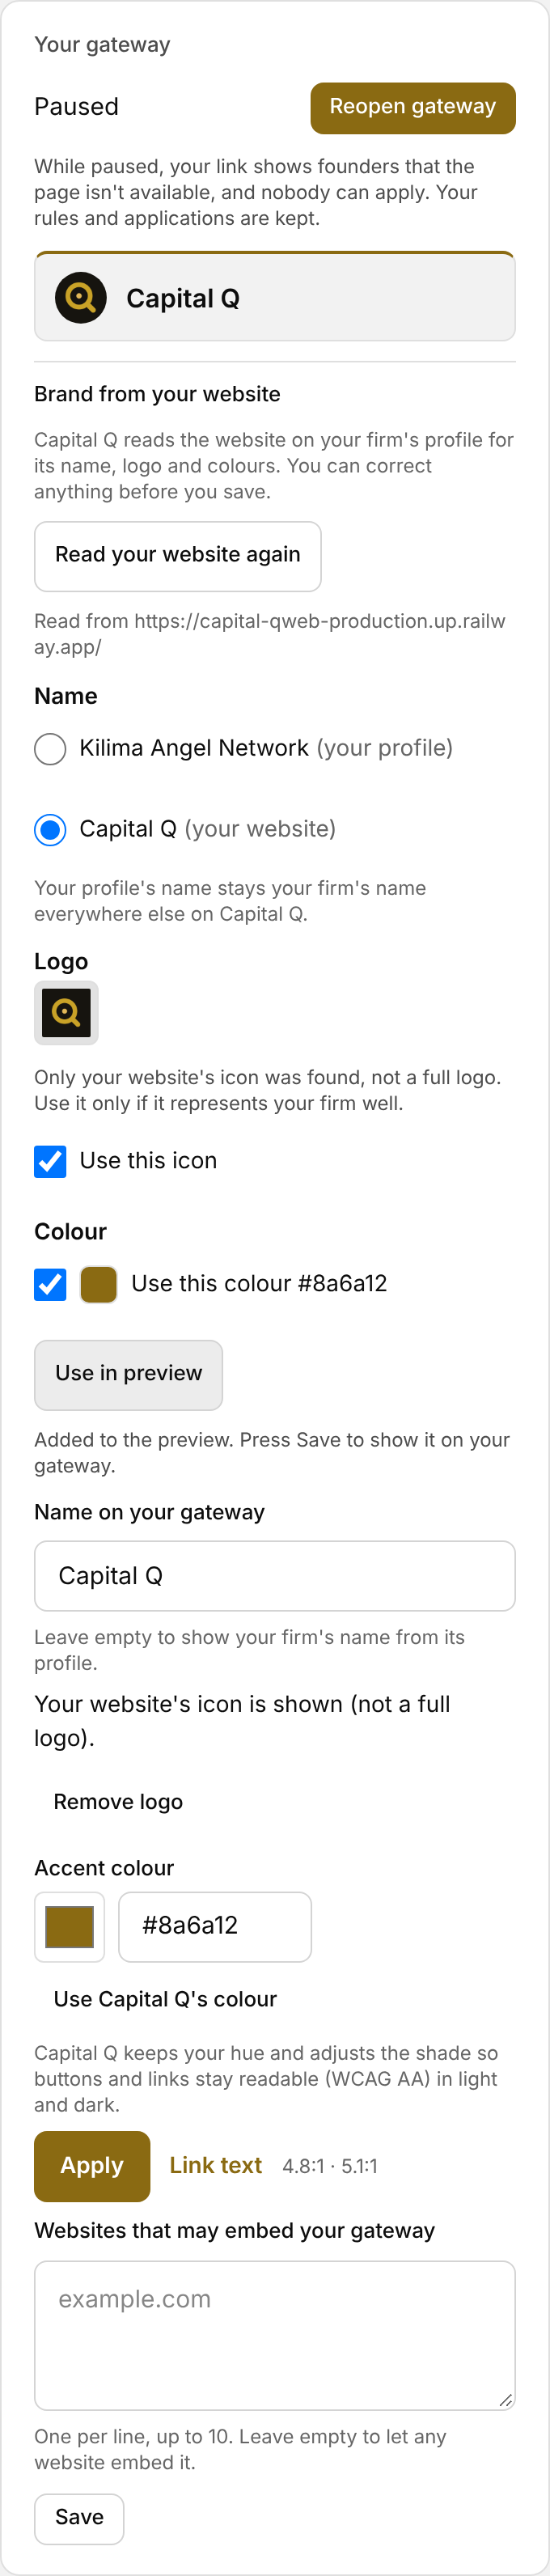 Your gateway
Paused
Reopen gateway
While paused, your link shows founders that the
page isn't available, and nobody can apply. Your
rules and applications are kept.
Capital Q
Brand from your website
Capital Q reads the website on your firm's profile for
its name, logo and colours. You can correct
anything before you save.
Read your website again
Read from https://capital-qweb-production.up.railw
ay.app/
Name
Kilima Angel Network (your profile)
Capital Q (your website)
Your profile's name stays your firm's name
everywhere else on Capital Q.
Logo
Only your website's icon was found, not a full logo.
Use it only if it represents your firm well.
Use this icon
Colour
Use this colour #8a6a12
Use in preview
Added to the preview. Press Save to show it on your
gateway.
Name on your gateway
Capital Q
Leave empty to show your firm's name from its
profile.
Your website's icon is shown (not a full
logo).
Remove logo
Accent colour
#8a6a12
Use Capital Q's colour
Capital Q keeps your hue and adjusts the shade so
buttons and links stay readable (WCAG AA) in light
and dark.
Apply
Link text
4.8:1 · 5.1:1
Websites that may embed your gateway
example.com
One per line, up to 10. Leave empty to let any
website embed it.
Save